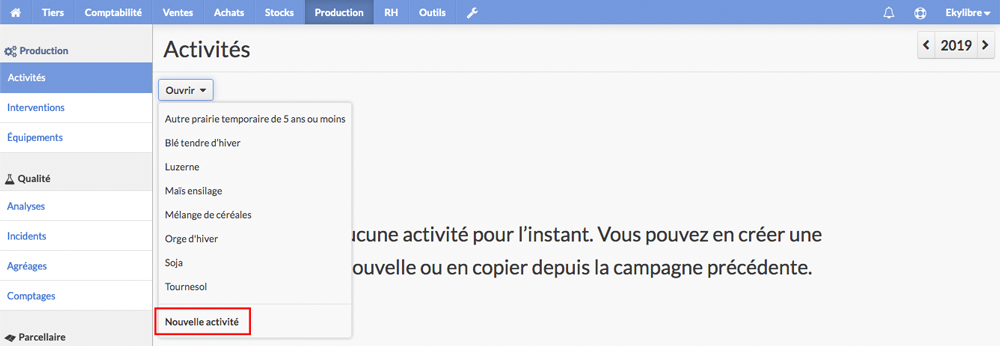 Tiers Comptabilité Ventes Achats Stocks Production RH Outils Ekylibre
Production
Activités
Interventions
Équipements
Qualité
Analyses
Incidents
Agréages
Comptages
Parcellaire
Activités
2019
Ouvrir
Autre prairie temporaire de 5 ans ou moins
Blé tendre d'hiver
Luzerne
Maïs ensilage
Mélange de céréales
Orge d'hiver
Soja
Tournesol
Nouvelle activité
ucune activité pour l'instant. Vous pouvez en créer une
ouvelle ou en copier depuis la campagne précédente.